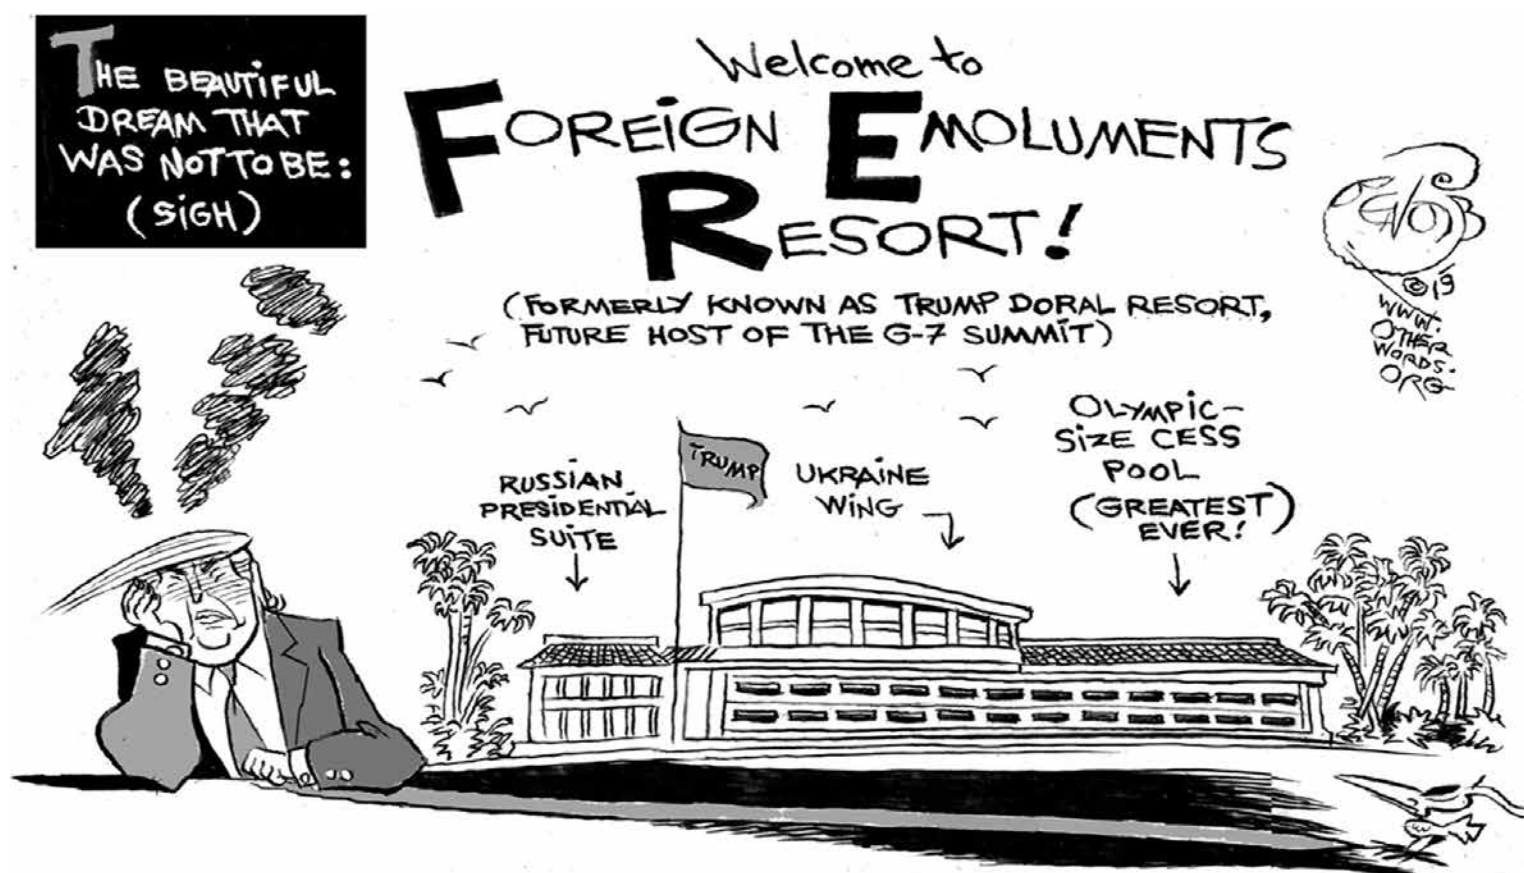 THE BEAUTIFUL
DREAM THAT
WAS NOT TO BE:
(SIGH)
Welcome to
FOREIGN EMOLUMENTS
RESORT!
(FORMERLY KNOWN AS TRUMP DORAL RESORT,
FUTURE HOST OF THE G-7 SUMMIT)
©19
WWW.
OTHER
WORDS.
ORG
RUSSIAN
PRESIDENTIAL
SUITE
TRUMP
UKRAINE
WING
OLYMPIC-
SIZE CESS
POOL
(GREATEST)
EVER!